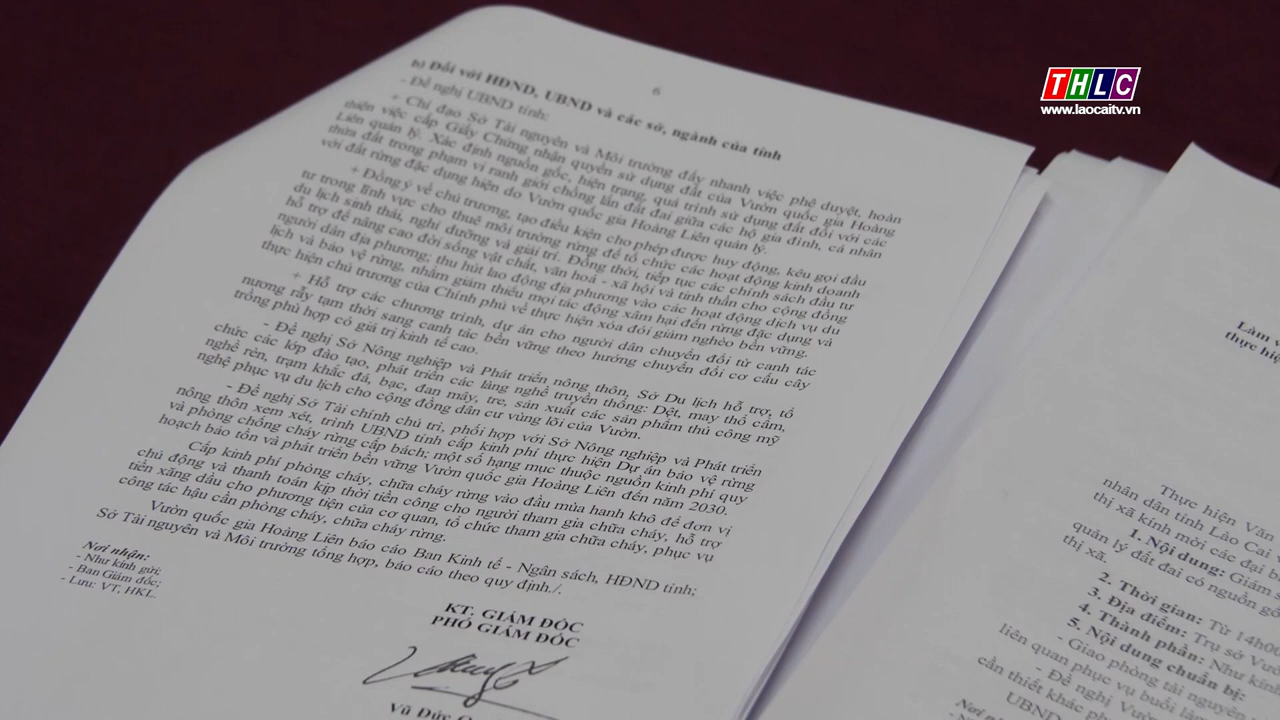 THLC
www.laocaitv.vn
6
b) Đối với HĐND, UBND và các sở, ngành của tỉnh
- Đề nghị UBND tỉnh:
+ Chỉ đạo Sở Tài nguyên và Môi trường đẩy nhanh việc phê duyệt, hoàn
thiện việc cấp Giấy Chứng nhận quyền sử dụng đất của Vườn quốc gia Hoàng
Liên quản lý. Xác định nguồn gốc, hiện trạng, quá trình sử dụng đất đối với các
thửa đất trong phạm vi ranh giới chồng lấn đất đai giữa các hộ gia đình, cá nhân
với đất rừng đặc dụng hiện do Vườn quốc gia Hoàng Liên quản lý.
+ Đồng ý về chủ trương, tạo điều kiện cho phép được huy động, kêu gọi đầu
tư trong lĩnh vực cho thuê môi trường rừng để tổ chức các hoạt động kinh doanh
du lịch sinh thái, nghỉ dưỡng và giải trí. Đồng thời, tiếp tục các chính sách đầu tư
hỗ trợ để nâng cao đời sống vật chất, văn hoá - xã hội và tinh thần cho cộng đồng
người dân địa phương; thu hút lao động địa phương vào các hoạt động dịch vụ du
lịch và bảo vệ rừng, nhằm giảm thiểu mọi tác động xâm hại đến rừng đặc dụng và
thực hiện chủ trương của Chính phủ về thực hiện xóa đói giảm nghèo bền vững.
+ Hỗ trợ các chương trình, dự án cho người dân chuyển đổi từ canh tác
nương rẫy tạm thời sang canh tác bền vững theo hướng chuyển đổi cơ cấu cây
trồng phù hợp có giá trị kinh tế cao.
- Đề nghị Sở Nông nghiệp và Phát triển nông thôn, Sở Du lịch hỗ trợ, tổ
chức các lớp đào tạo, phát triển các làng nghề truyền thống: Dệt, may thổ cẩm,
nghề rèn, trạm khắc đá, bạc, đan mây, tre, sản xuất các sản phẩm thủ công mỹ
nghệ phục vụ du lịch cho cộng đồng dân cư vùng lõi của Vườn.
- Đề nghị Sở Tài chính chủ trì, phối hợp với Sở Nông nghiệp và Phát triển
nông thôn xem xét, trình UBND tỉnh cấp kinh phí thực hiện Dự án bảo vệ rừng
và phòng chống cháy rừng cấp bách; một số hạng mục thuộc nguồn kinh phí quy
hoạch bảo tồn và phát triển bền vững Vườn quốc gia Hoàng Liên đến năm 2030.
Cấp kinh phí phòng cháy, chữa cháy rừng vào đầu mùa hanh khô để đơn vị
chủ động và thanh toán kịp thời tiền công cho người tham gia chữa cháy, hỗ trợ
tiền xăng dầu cho phương tiện của cơ quan, tổ chức tham gia chữa cháy, phục vụ
công tác hậu cần phòng cháy, chữa cháy rừng.
Vườn quốc gia Hoàng Liên báo cáo Ban Kinh tế - Ngân sách, HĐND tỉnh;
Sở Tài nguyên và Môi trường tổng hợp, báo cáo theo quy định./.
Nơi nhận:
- Như kính gửi;
- Ban Giám đốc;
- Lưu: VT, HKL.
KT. GIÁM ĐỐC
PHÓ GIÁM ĐỐC
Vũ Đức
Làm v
thực hiệ
Thực hiện Văn
nhân dân tỉnh Lào Cai v
thị xã kính mời các đại b
1. Nội dung: Giám s
quản lý đất đai có nguồn gố
thị xã.
2. Thời gian: Từ 14h00
3. Địa điểm: Trụ sở Vườ
4. Thành phần: Như kính
5. Nội dung chuẩn bị:
- Giao phòng tài nguyên
liên quan phục vụ buổi là
- Đề nghị Vườ
cần thiết khác ph
UBND
Nơi nhận: